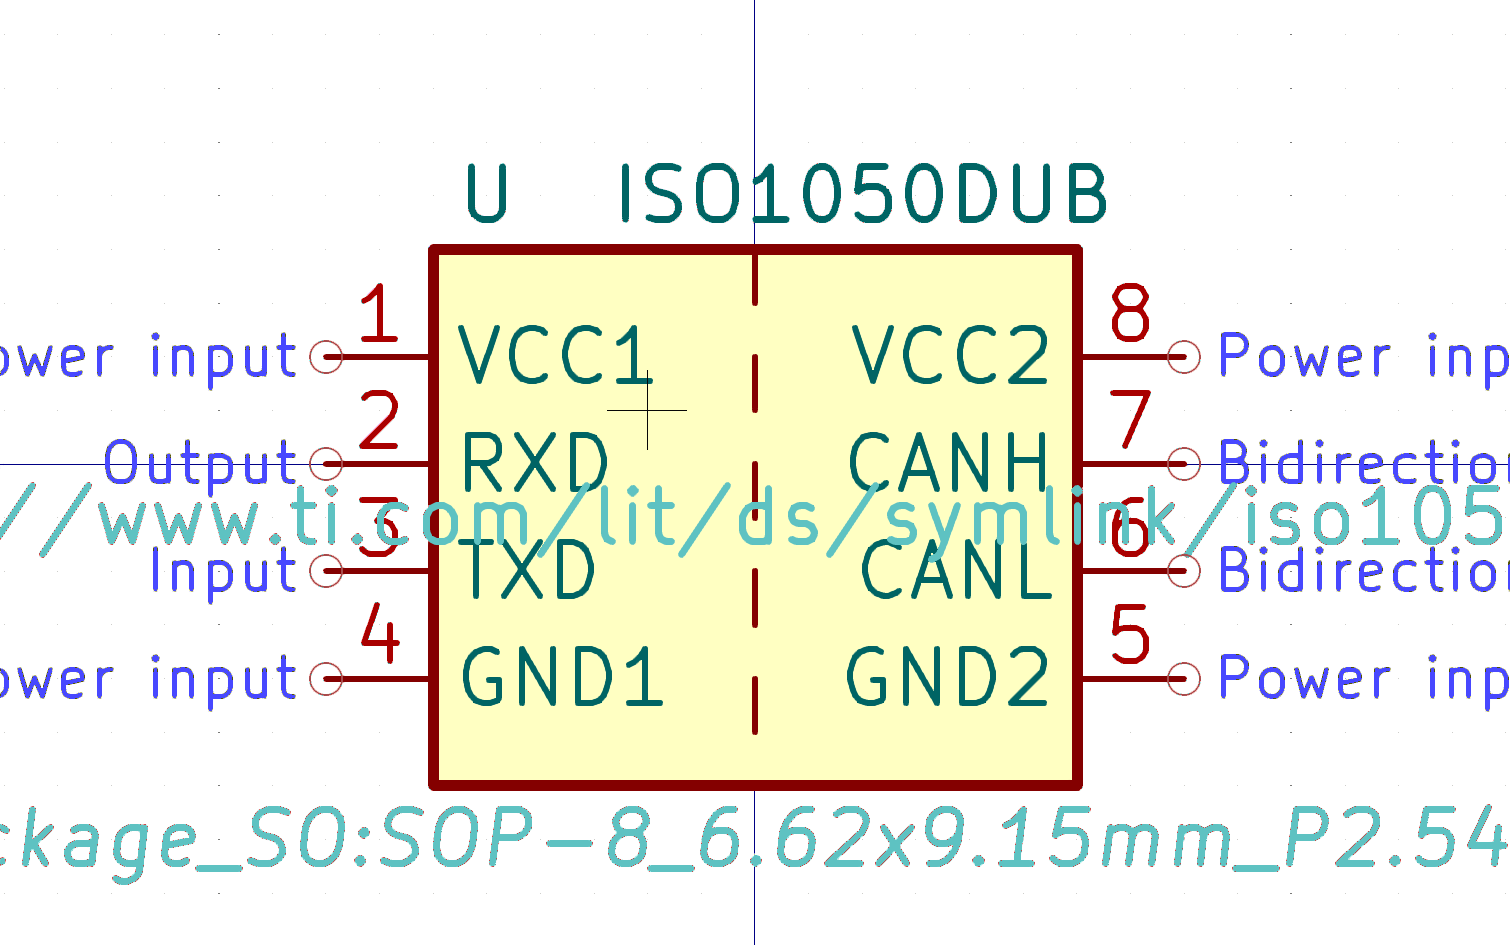 U ISO1050DUB
1 8
ower input VCC1 VCC2 Power inp
2 7
Output RXD CANH Bidirection
//www.ti.com/lit/ds/symlink/iso105
3 6
Input TXD CANL Bidirection
4 5
ower input GND1 GND2 Power inp
ckage_SO:SOP-8_6.62x9.15mm_P2.54